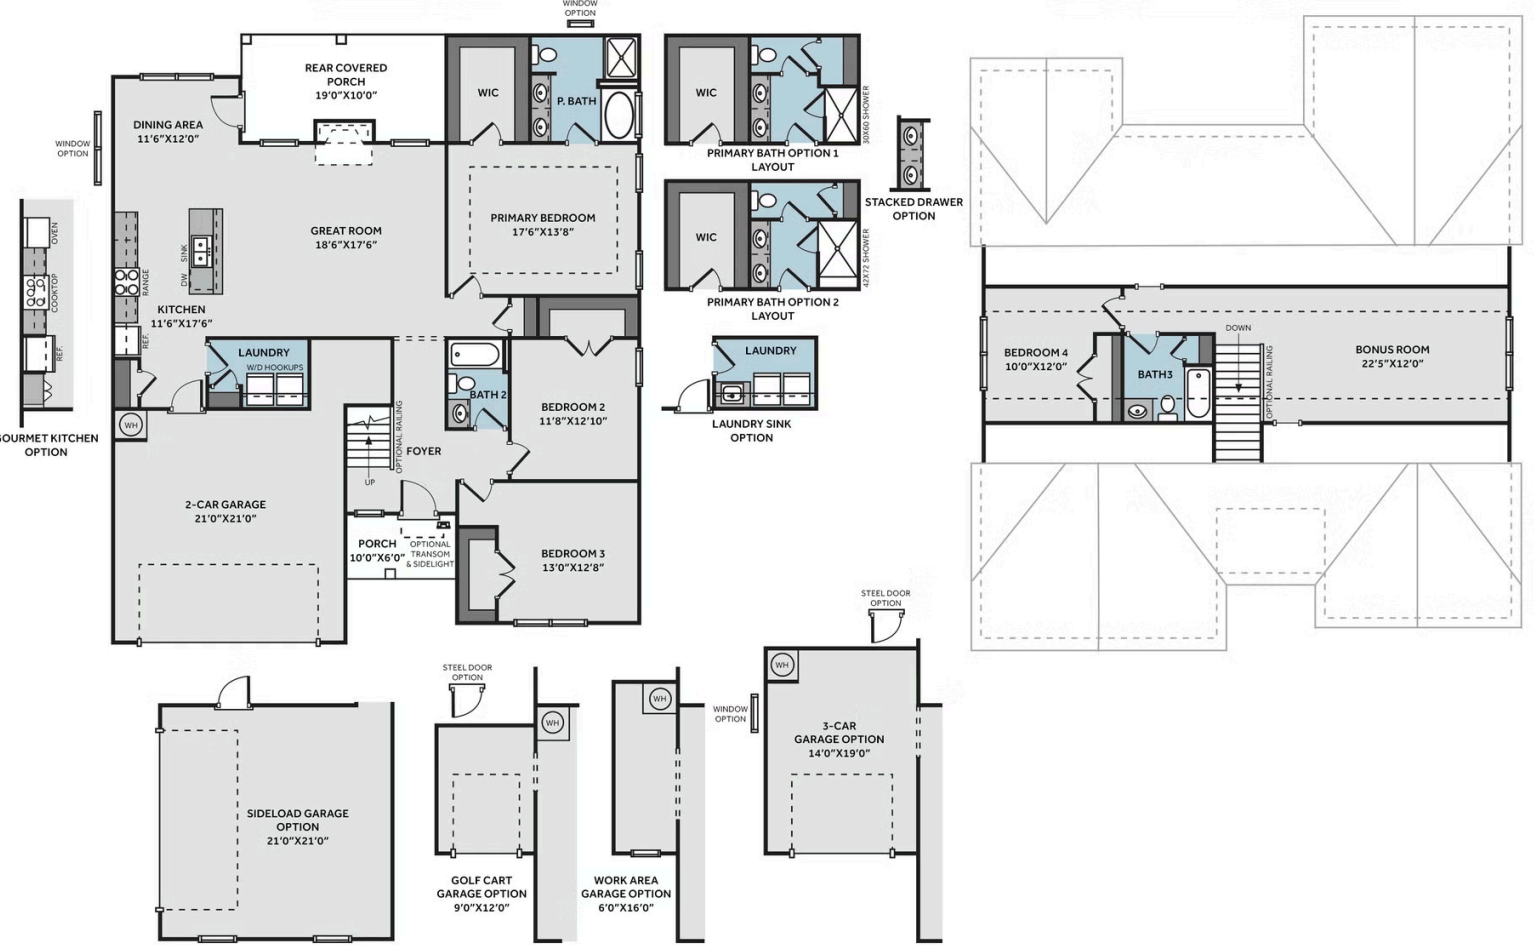 WINDOW
OPTION
REAR COVERED
PORCH
19'0"X10'0"
WIC
P. BATH
DINING AREA
11'6"X12'0"
WINDOW
OPTION
GREAT ROOM
18'6"X17'6"
PRIMARY BEDROOM
17'6"X13'8"
SINK
DW
RANGE
REF.
KITCHEN
11'6"X17'6"
OVEN
COOKTOP
REF.
GOURMET KITCHEN
OPTION
LAUNDRY
W/D HOOKUPS
WH
BATH 2
BEDROOM 2
11'8"X12'10"
OPTIONAL RAILING
FOYER
UP
2-CAR GARAGE
21'0"X21'0"
PORCH
10'0"X6'0"
OPTIONAL
TRANSOM
& SIDELIGHT
BEDROOM 3
13'0"X12'8"
WIC
30X60 SHOWER
PRIMARY BATH OPTION 1
LAYOUT
WIC
42X72 SHOWER
PRIMARY BATH OPTION 2
LAYOUT
STACKED DRAWER
OPTION
LAUNDRY
LAUNDRY SINK
OPTION
BEDROOM 4
10'0"X12'0"
BATH3
DOWN
OPTIONAL RAILING
BONUS ROOM
22'5"X12'0"
SIDELOAD GARAGE
OPTION
21'0"X21'0"
STEEL DOOR
OPTION
WH
GOLF CART
GARAGE OPTION
9'0"X12'0"
WH
WORK AREA
GARAGE OPTION
6'0"X16'0"
STEEL DOOR
OPTION
WH
WINDOW
OPTION
3-CAR
GARAGE OPTION
14'0"X19'0"